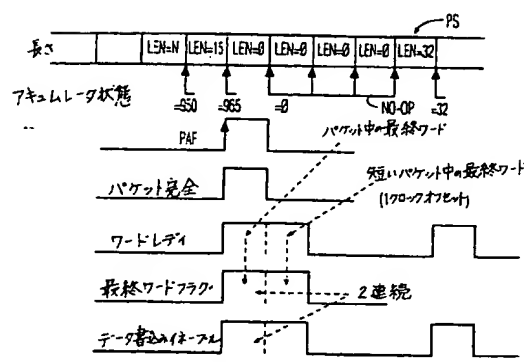 PS
長さ LEN=N LEN=15 LEN=0 LEN=0 LEN=0 LEN=0 LEN=32
アキュムレータ状態 =950 =965 =0 NO-OP =32
PAF
パケット中の最終ワード
パケット完全
短いパケット中の最終ワード
(1クロックオフセット)
ワードレディ
最終ワードフラグ
2連続
データ書込みイネーブル